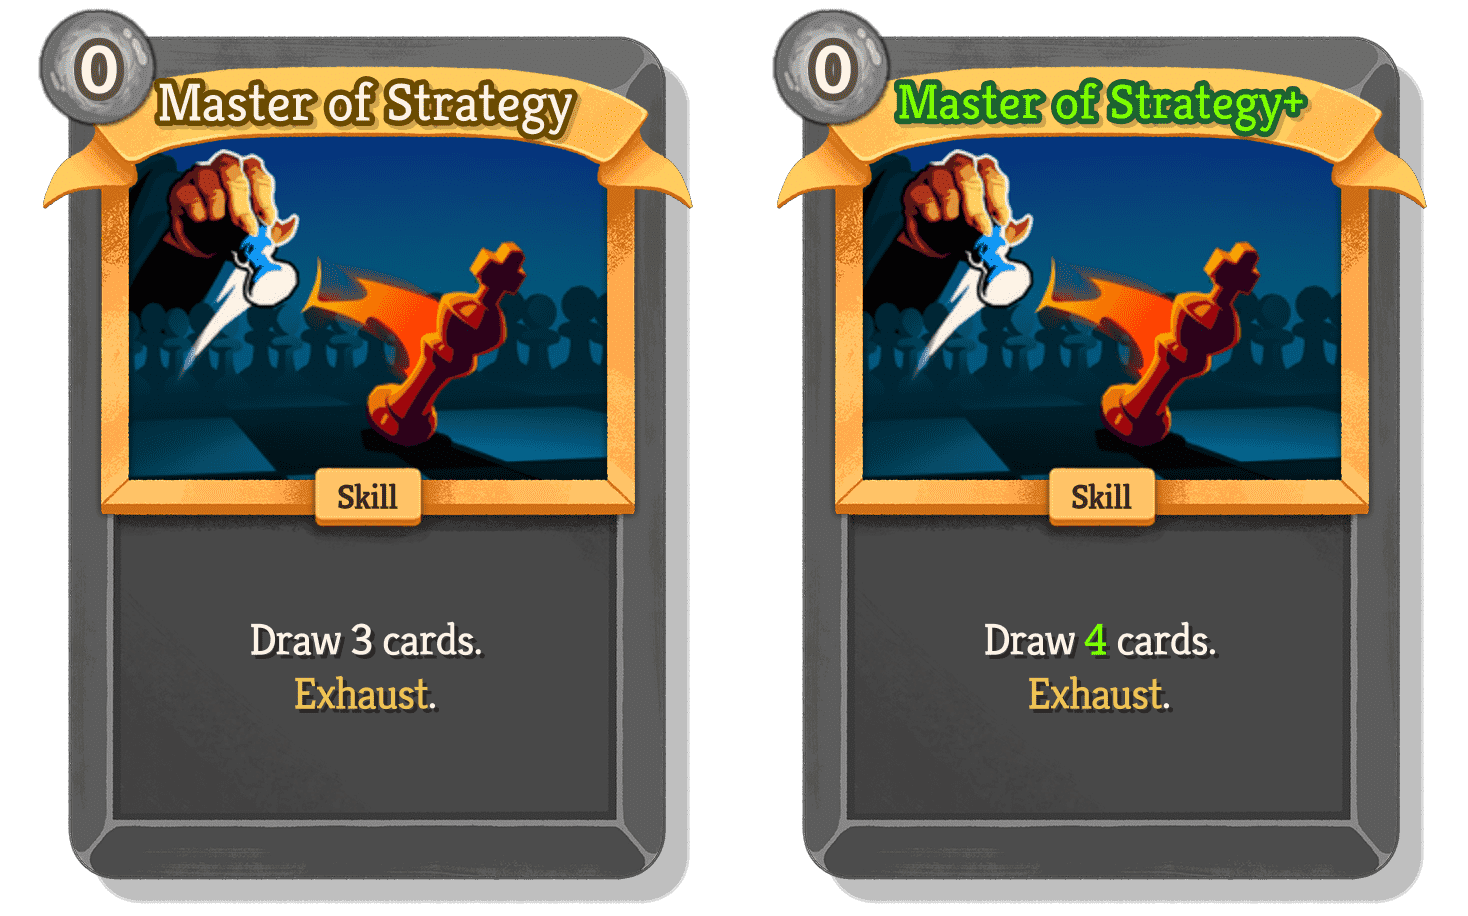 0
Master of Strategy
Skill
Draw 3 cards.
Exhaust.
0
Master of Strategy+
Skill
Draw 4 cards.
Exhaust.